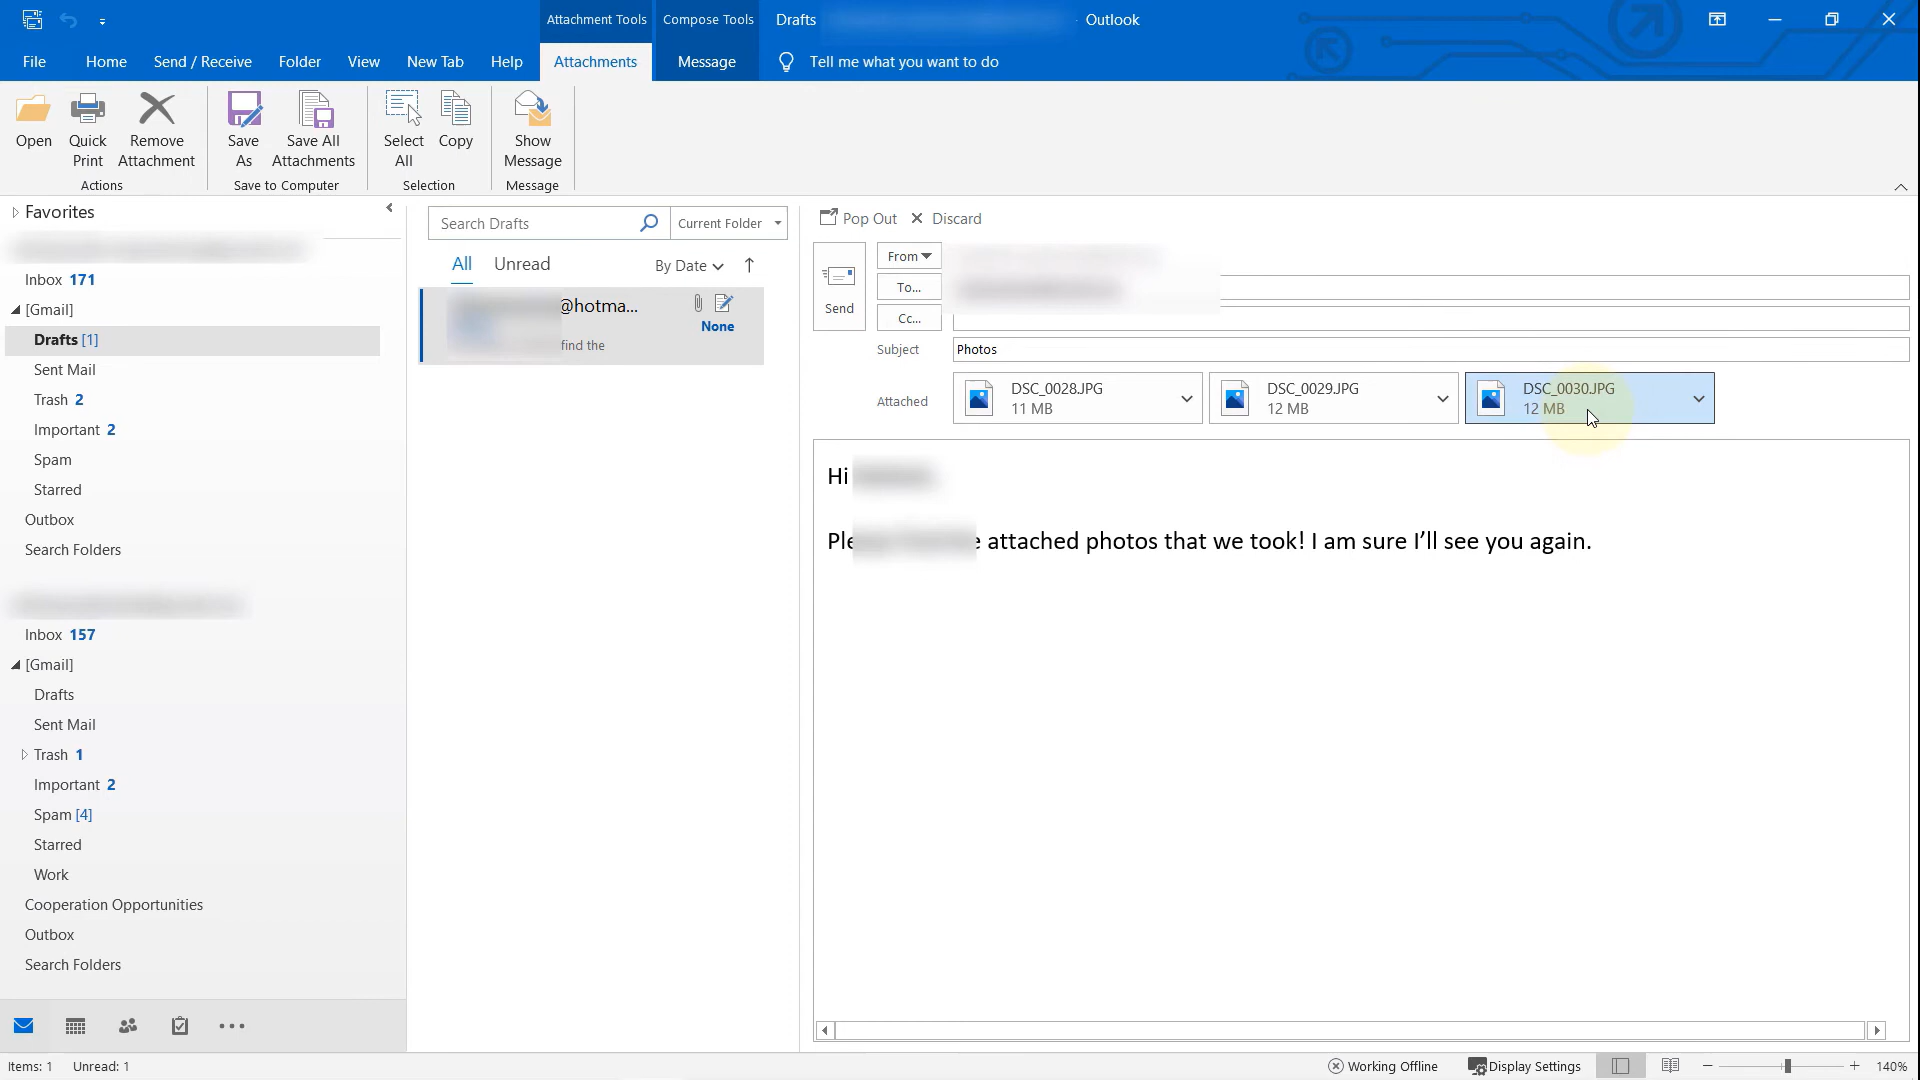 Attachment Tools Compose Tools Drafts - Outlook
File Home Send / Receive Folder View New Tab Help Attachments Message Tell me what you want to do
Open Quick Print Remove Attachment Save As Save All Attachments Select All Copy Show Message
Actions Save to Computer Selection Message
Favorites
Inbox 171
[Gmail]
Drafts [1]
Sent Mail
Trash 2
Important 2
Spam
Starred
Outbox
Search Folders
Inbox 157
[Gmail]
Drafts
Sent Mail
Trash 1
Important 2
Spam [4]
Starred
Work
Cooperation Opportunities
Outbox
Search Folders
Items: 1 Unread: 1
Search Drafts Current Folder
All Unread By Date
@hotma...
None
find the
Pop Out Discard
Send
From
To...
Cc...
Subject Photos
Attached
DSC_0028.JPG
11 MB
DSC_0029.JPG
12 MB
DSC_0030.JPG
12 MB
Hi
attached photos that we took! I am sure I’ll see you again.
Working Offline Display Settings 140%